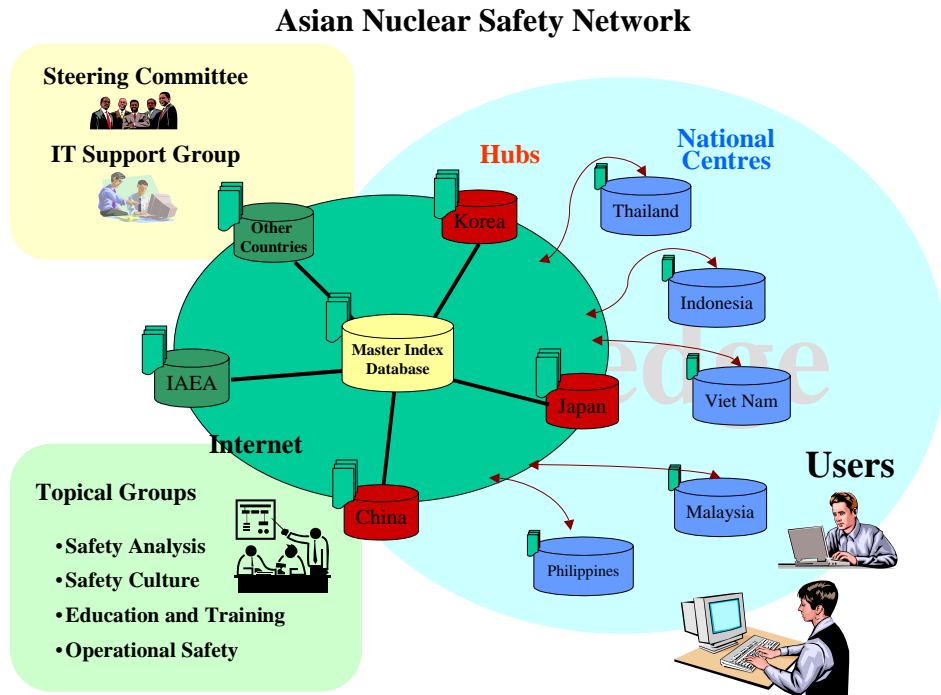 Asian Nuclear Safety Network
Steering Committee
IT Support Group
Hubs
National
Centres
Thailand
Korea
Other
Countries
Indonesia
Master Index
Database
edge
IAEA
Japan
Viet Nam
Internet
Users
Topical Groups
China
Malaysia
•Safety Analysis
•Safety Culture
Philippines
•Education and Training
•Operational Safety